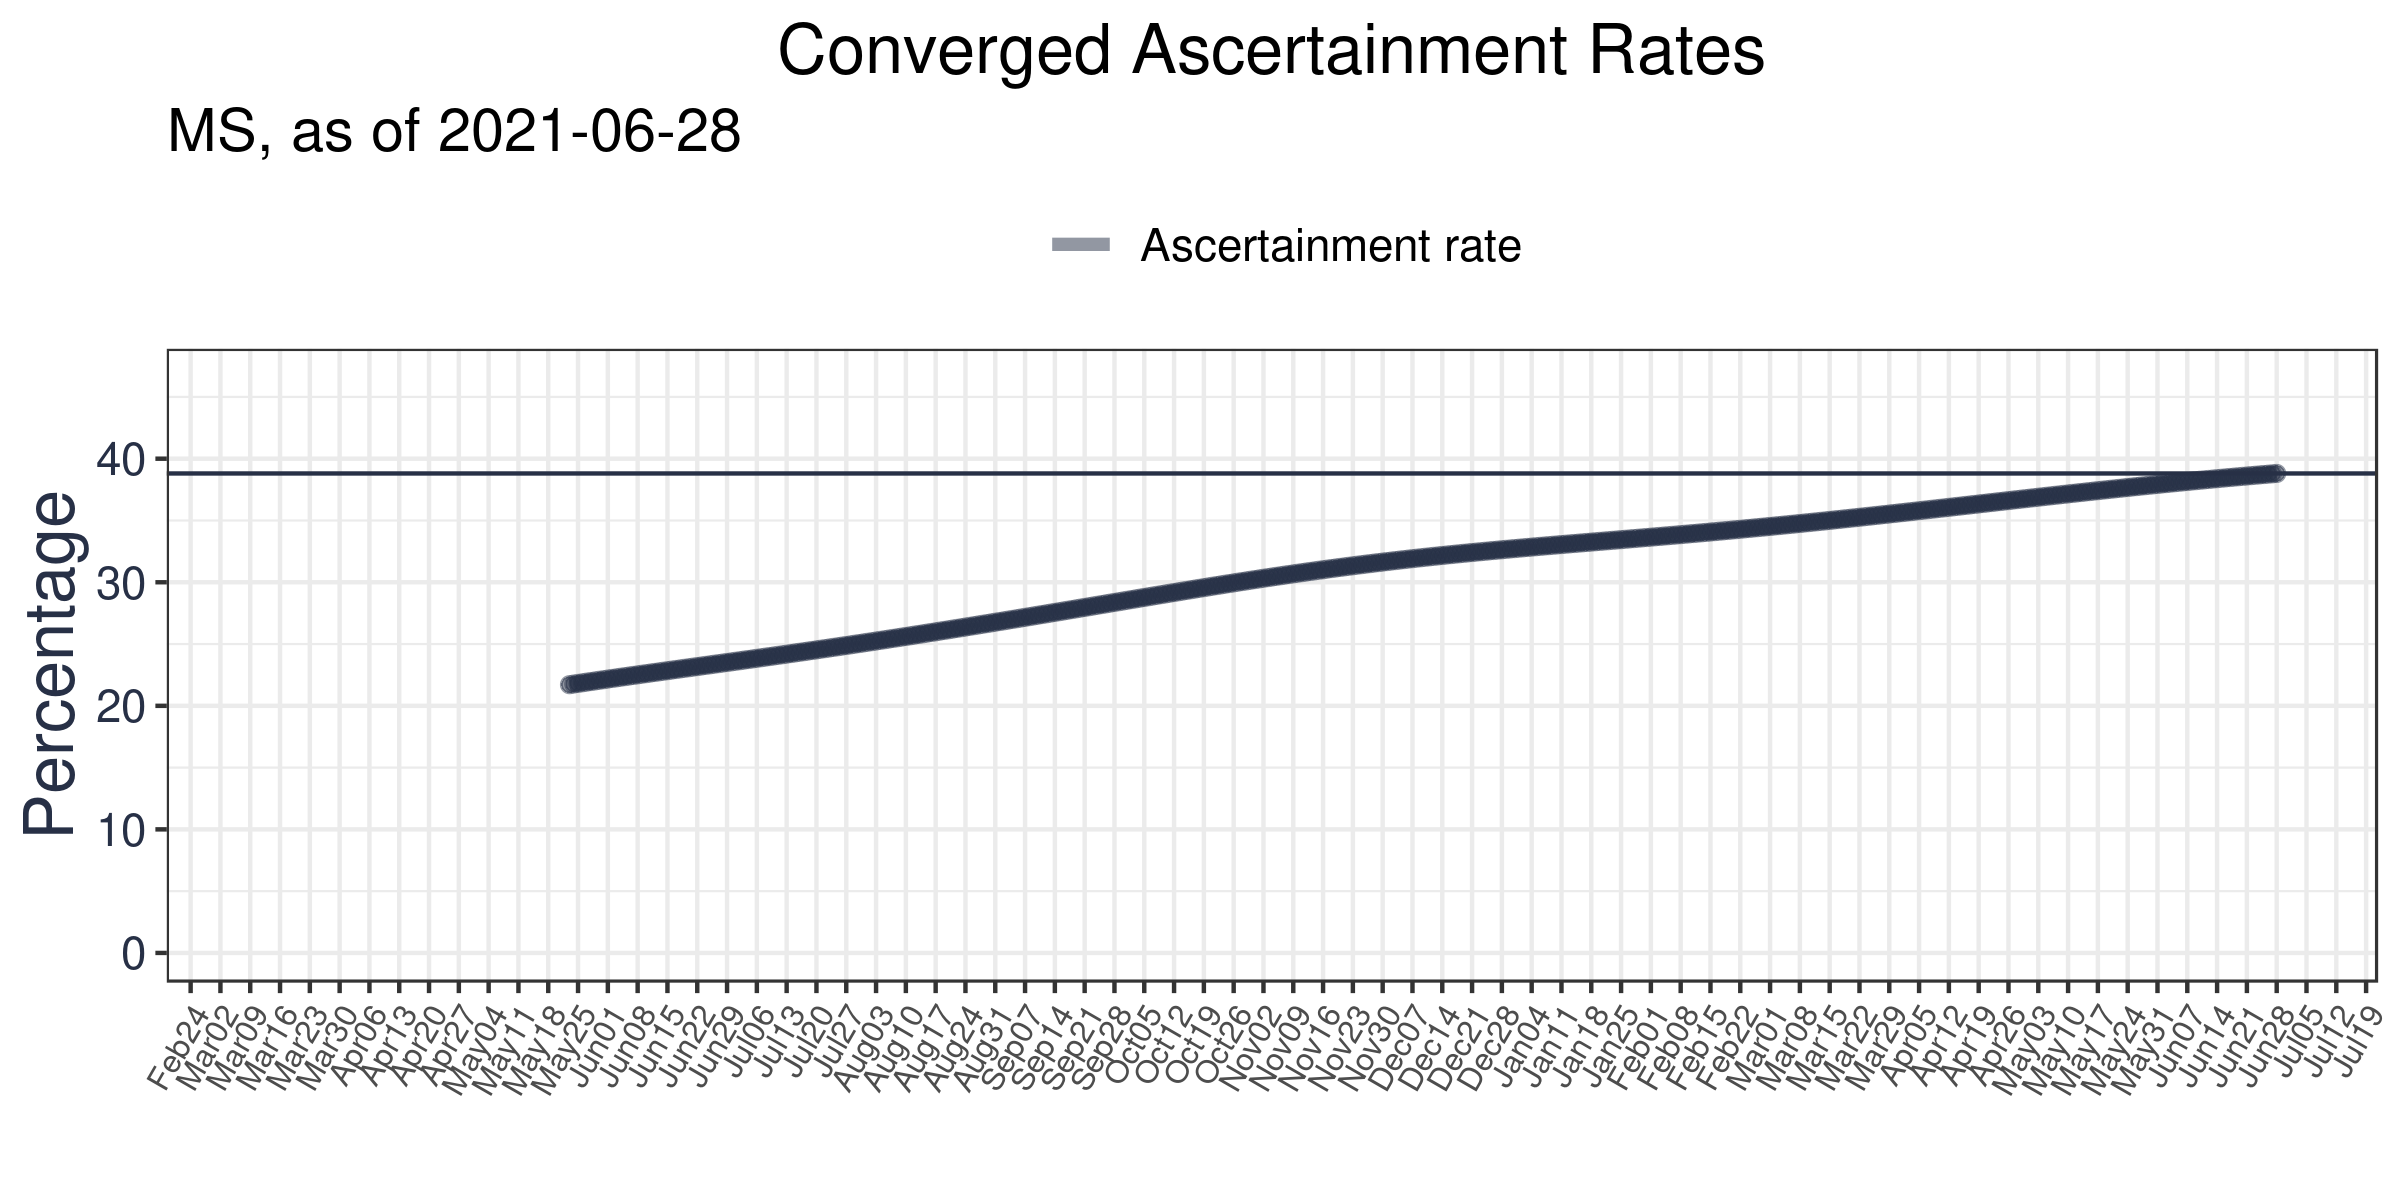 Converged Ascertainment Rates
MS, as of 2021-06-28
Ascertainment rate
Percentage
40
30
20
10
0
Feb24
Mar02
Mar09
Mar16
Mar23
Mar30
Apr06
Apr13
Apr20
Apr27
May04
May11
May18
May25
Jun01
Jun08
Jun15
Jun22
Jun29
Jul06
Jul13
Jul20
Jul27
Aug03
Aug10
Aug17
Aug24
Aug31
Sep07
Sep14
Sep21
Sep28
Oct05
Oct12
Oct19
Oct26
Nov02
Nov09
Nov16
Nov23
Nov30
Dec07
Dec14
Dec21
Dec28
Jan04
Jan11
Jan18
Jan25
Feb01
Feb08
Feb15
Feb22
Mar01
Mar08
Mar15
Mar22
Mar29
Apr05
Apr12
Apr19
Apr26
May03
May10
May17
May24
May31
Jun07
Jun14
Jun21
Jun28
Jul05
Jul12
Jul19